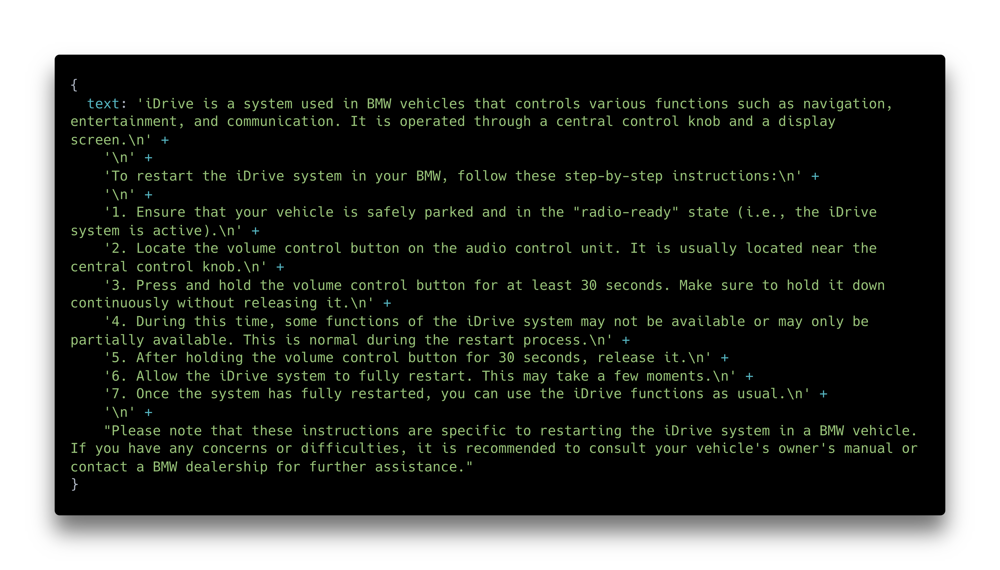 {
  text: 'iDrive is a system used in BMW vehicles that controls various functions such as navigation,
entertainment, and communication. It is operated through a central control knob and a display
screen.\n' +
    '\n' +
    'To restart the iDrive system in your BMW, follow these step-by-step instructions:\n' +
    '\n' +
    '1. Ensure that your vehicle is safely parked and in the "radio-ready" state (i.e., the iDrive
system is active).\n' +
    '2. Locate the volume control button on the audio control unit. It is usually located near the
central control knob.\n' +
    '3. Press and hold the volume control button for at least 30 seconds. Make sure to hold it down
continuously without releasing it.\n' +
    '4. During this time, some functions of the iDrive system may not be available or may only be
partially available. This is normal during the restart process.\n' +
    '5. After holding the volume control button for 30 seconds, release it.\n' +
    '6. Allow the iDrive system to fully restart. This may take a few moments.\n' +
    '7. Once the system has fully restarted, you can use the iDrive functions as usual.\n' +
    '\n' +
    "Please note that these instructions are specific to restarting the iDrive system in a BMW vehicle.
If you have any concerns or difficulties, it is recommended to consult your vehicle's owner's manual or
contact a BMW dealership for further assistance."
}